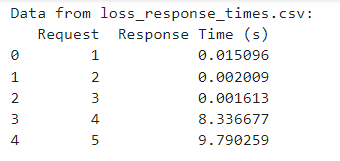 Data from loss_response_times.csv:
Request Response Time (s)
0 1 0.015096
1 2 0.002009
2 3 0.001613
3 4 8.336677
4 5 9.790259